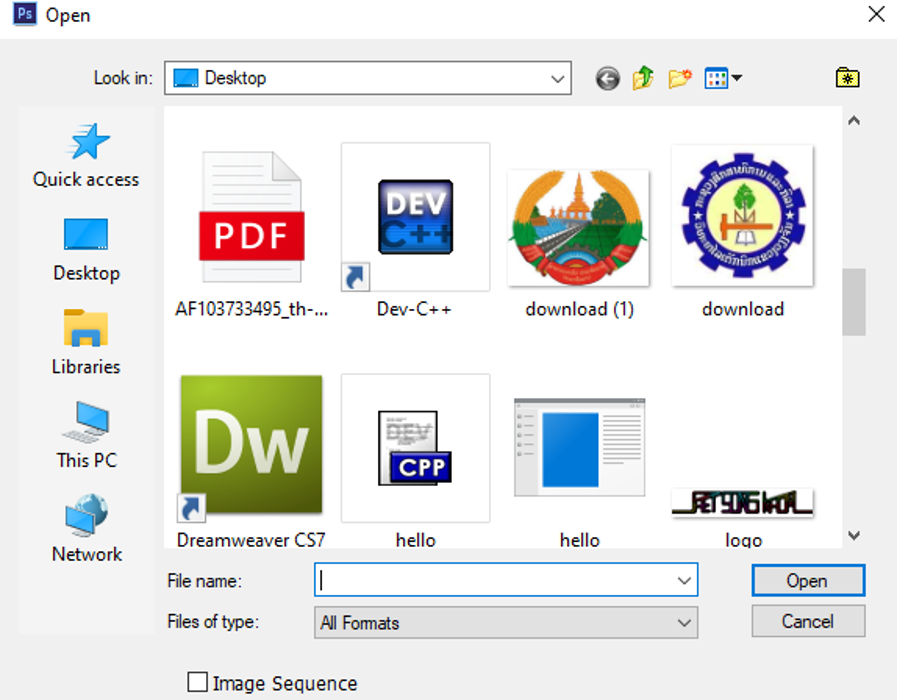 Ps Open
Look in: Desktop
Quick access
Desktop
Libraries
This PC
Network
PDF
DEV
C++
AF103733495_th-...
Dev-C++
download (1)
download
Dw
DEV
CPP
Dreamweaver CS7
hello
hello
logo
File name:
Open
Files of type: All Formats
Cancel
Image Sequence